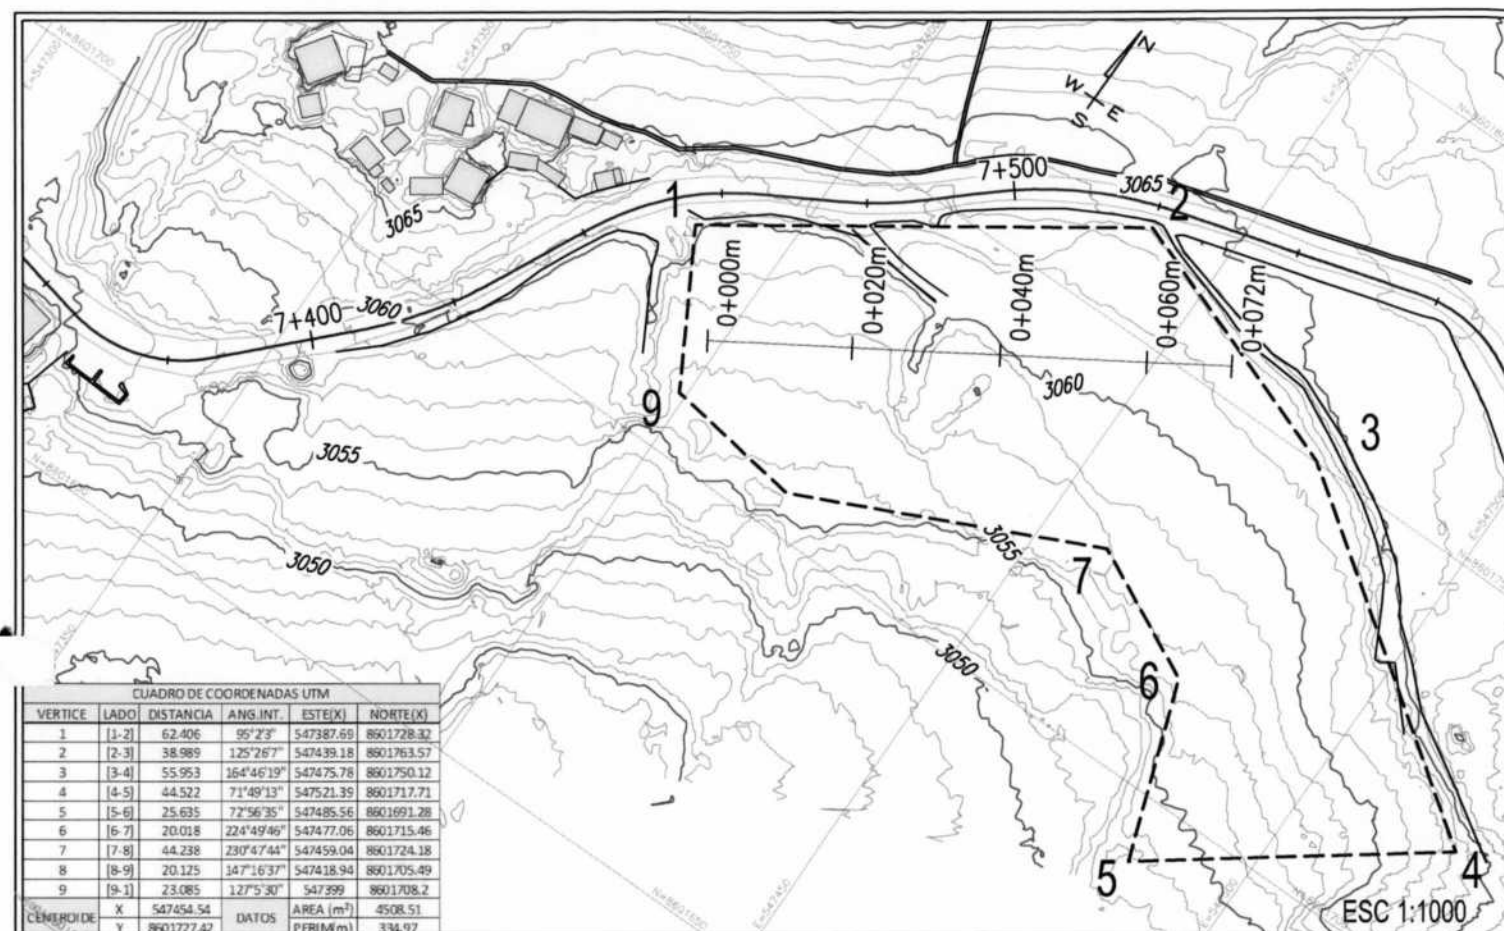 N=8601700
E=547350
N=8601750
E=547400
E=547450
N
W
E
S
7+500
3065
1
2
3065
0+000m
0+020m
0+040m
0+060m
0+072m
7+400
3060
3060
9
3
3055
3055
7
3050
3050
6
CUADRO DE COORDENADAS UTM
VERTICE LADO DISTANCIA ANG.INT. ESTE(X) NORTE(X)
1 [1-2] 62.406 95°2'3" 547387.69 8601728.32
2 [2-3] 38.989 125°26'7" 547439.18 8601763.57
3 [3-4] 55.953 164°46'19" 547475.78 8601750.12
4 [4-5] 44.522 71°49'13" 547521.39 8601717.71
5 [5-6] 25.635 72°56'35" 547485.56 8601691.28
6 [6-7] 20.018 224°49'46" 547477.06 8601715.46
7 [7-8] 44.238 230°47'44" 547459.04 8601724.18
8 [8-9] 20.125 147°16'37" 547418.94 8601705.49
9 [9-1] 23.085 127°5'30" 547399 8601708.2
CENTROIDE X 547454.54 DATOS AREA (m²) 4508.51
Y 8601727.42 PERIM(m) 334.97
N=8601650
E=547450
5
4
ESC 1:1000